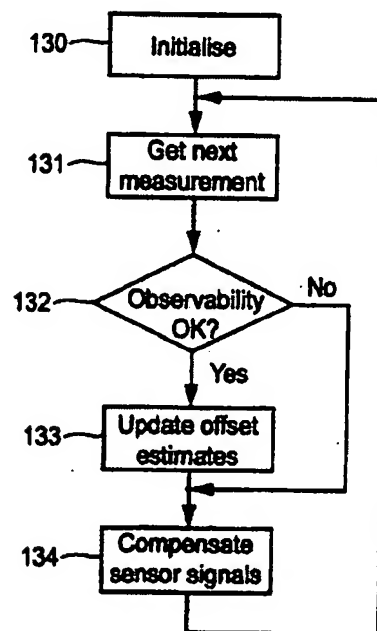 130
Initialise
131
Get next
measurement
132
Observability
OK?
No
Yes
133
Update offset
estimates
134
Compensate
sensor signals